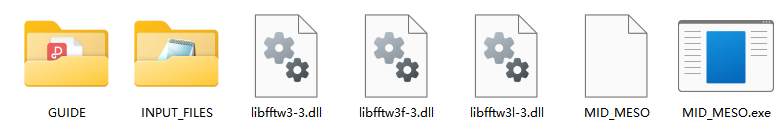 GUIDE
INPUT_FILES
libfftw3-3.dll
libfftw3f-3.dll
libfftw3l-3.dll
MID_MESO
MID_MESO.exe